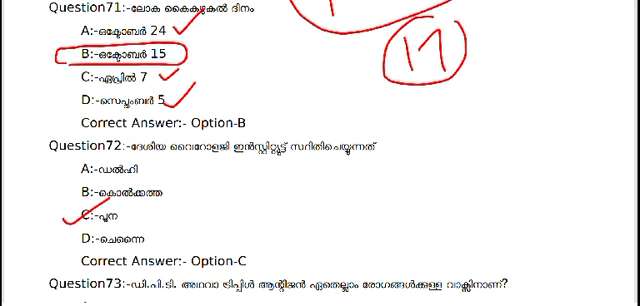 Question71:-ലോക കൈകഴുകൽ ദിനം
A:-ഒക്ടോബർ 24
B:-ഒക്ടോബർ 15
C:-ഏപ്രിൽ 7
D:-സെപ്തംബർ 5
Correct Answer:- Option-B
17
Question72:-ദേശിയ വൈറോളജി ഇൻസ്റ്റിറ്റ്യൂട്ട് സ്ഥിതിചെയ്യുന്നത്
A:-ഡൽഹി
B:-കൊൽക്കത്ത
C:-പൂന
D:-ചെന്നൈ
Correct Answer:- Option-C
Question73:-ഡി.പി.ടി. അഥവാ ട്രിപ്പിൾ ആന്റിജൻ ഏതെല്ലാം രോഗങ്ങൾക്കുള്ള വാക്സിനാണ്?